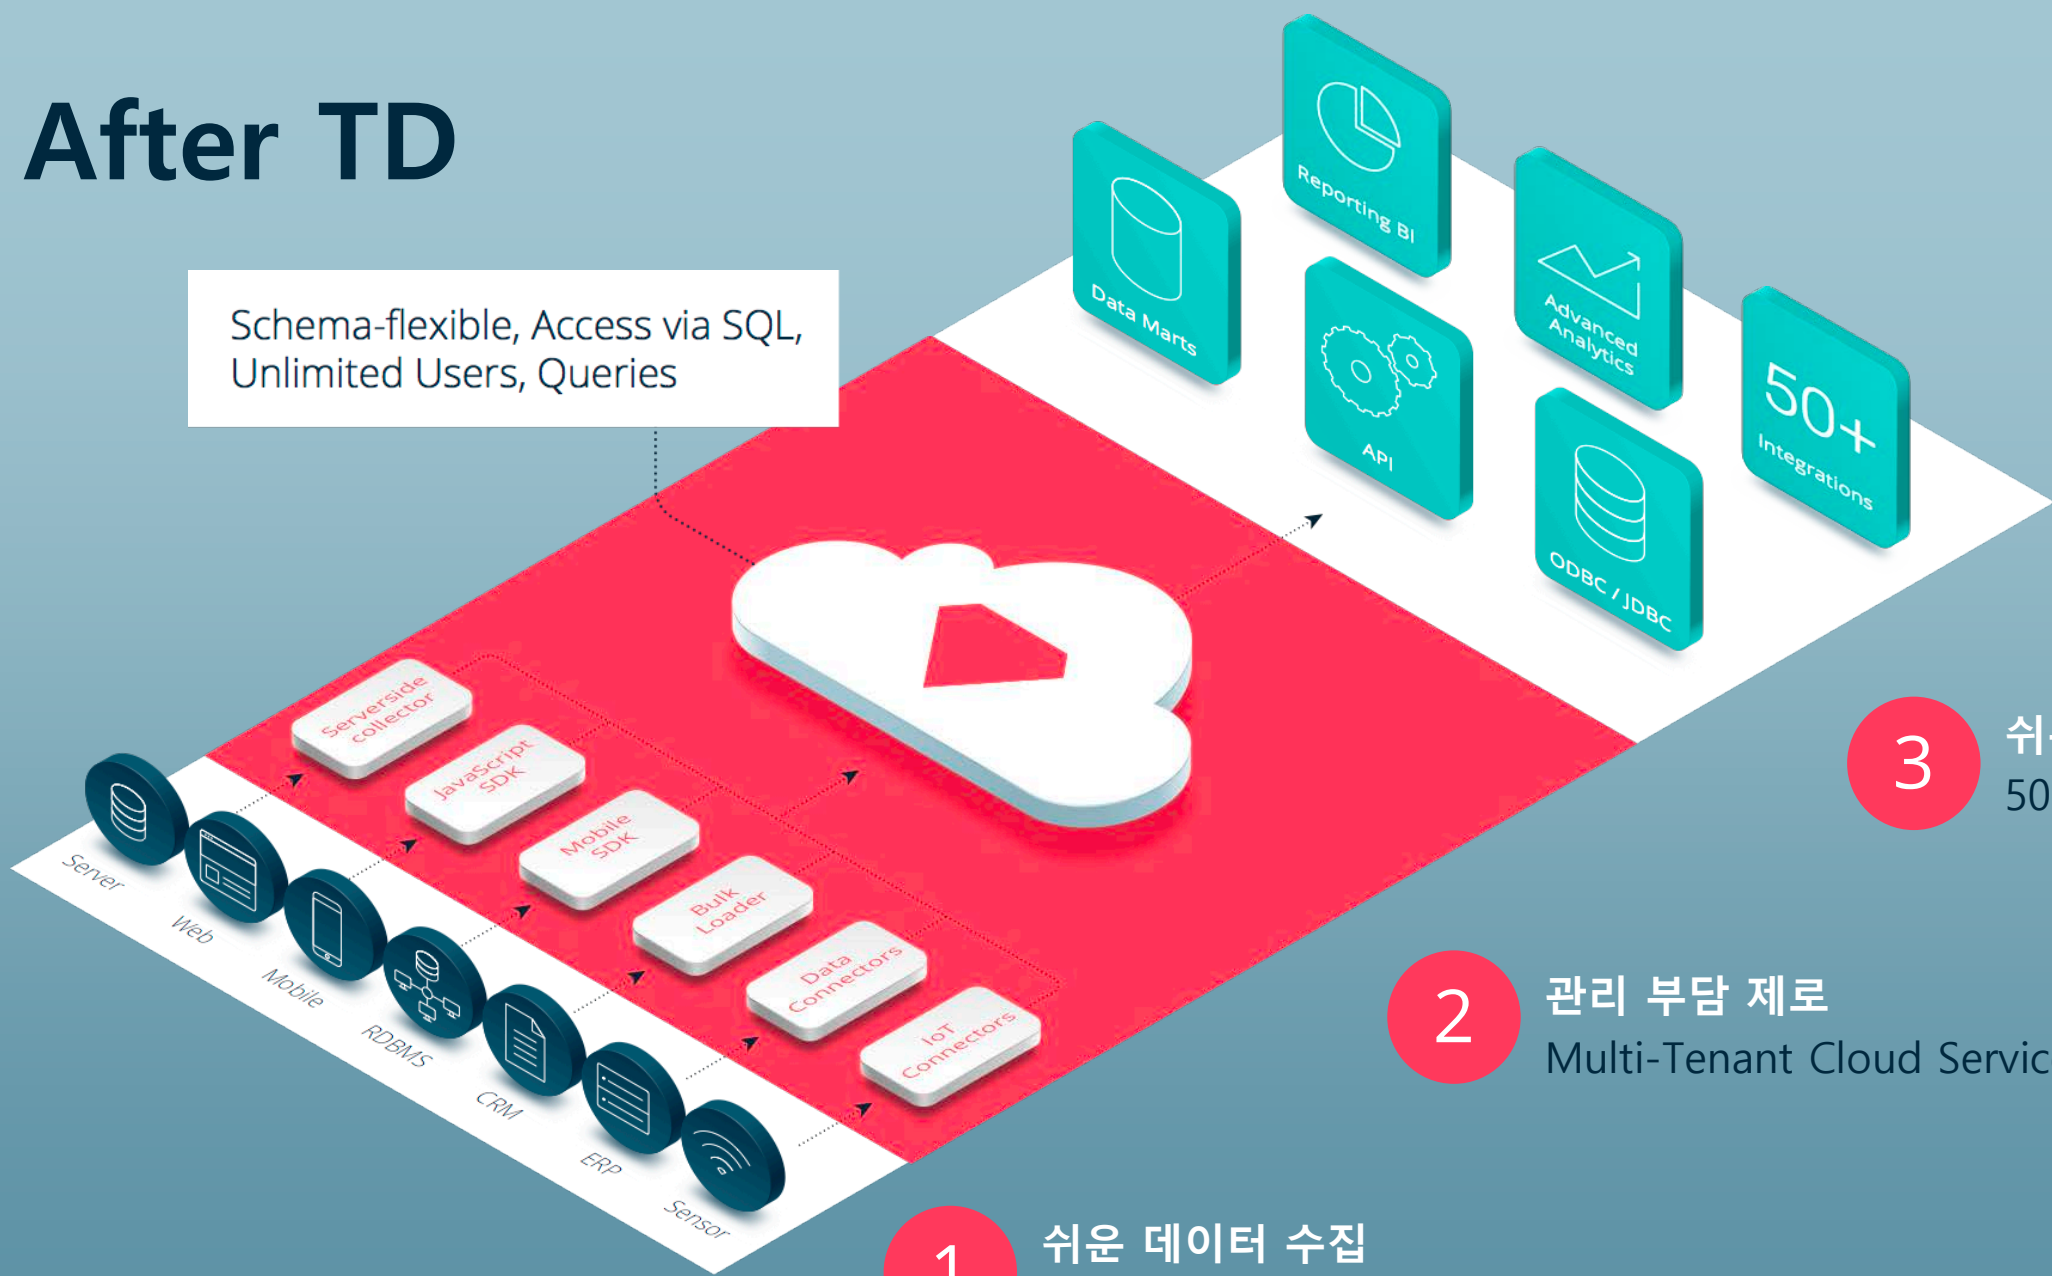 After TD
Schema-flexible, Access via SQL,
Unlimited Users, Queries
Reporting BI
Data Marts
Advanced
Analytics
API
50+
Integrations
ODBC / JDBC
Serverside
collector
JavaScript
SDK
Mobile
SDK
Bulk
Loader
Data
Connectors
IoT
Connectors
Server
Web
Mobile
RDBMS
CRM
ERP
Sensor
3
50
2
관리 부담 제로
Multi-Tenant Cloud Servic
1
쉬운 데이터 수집